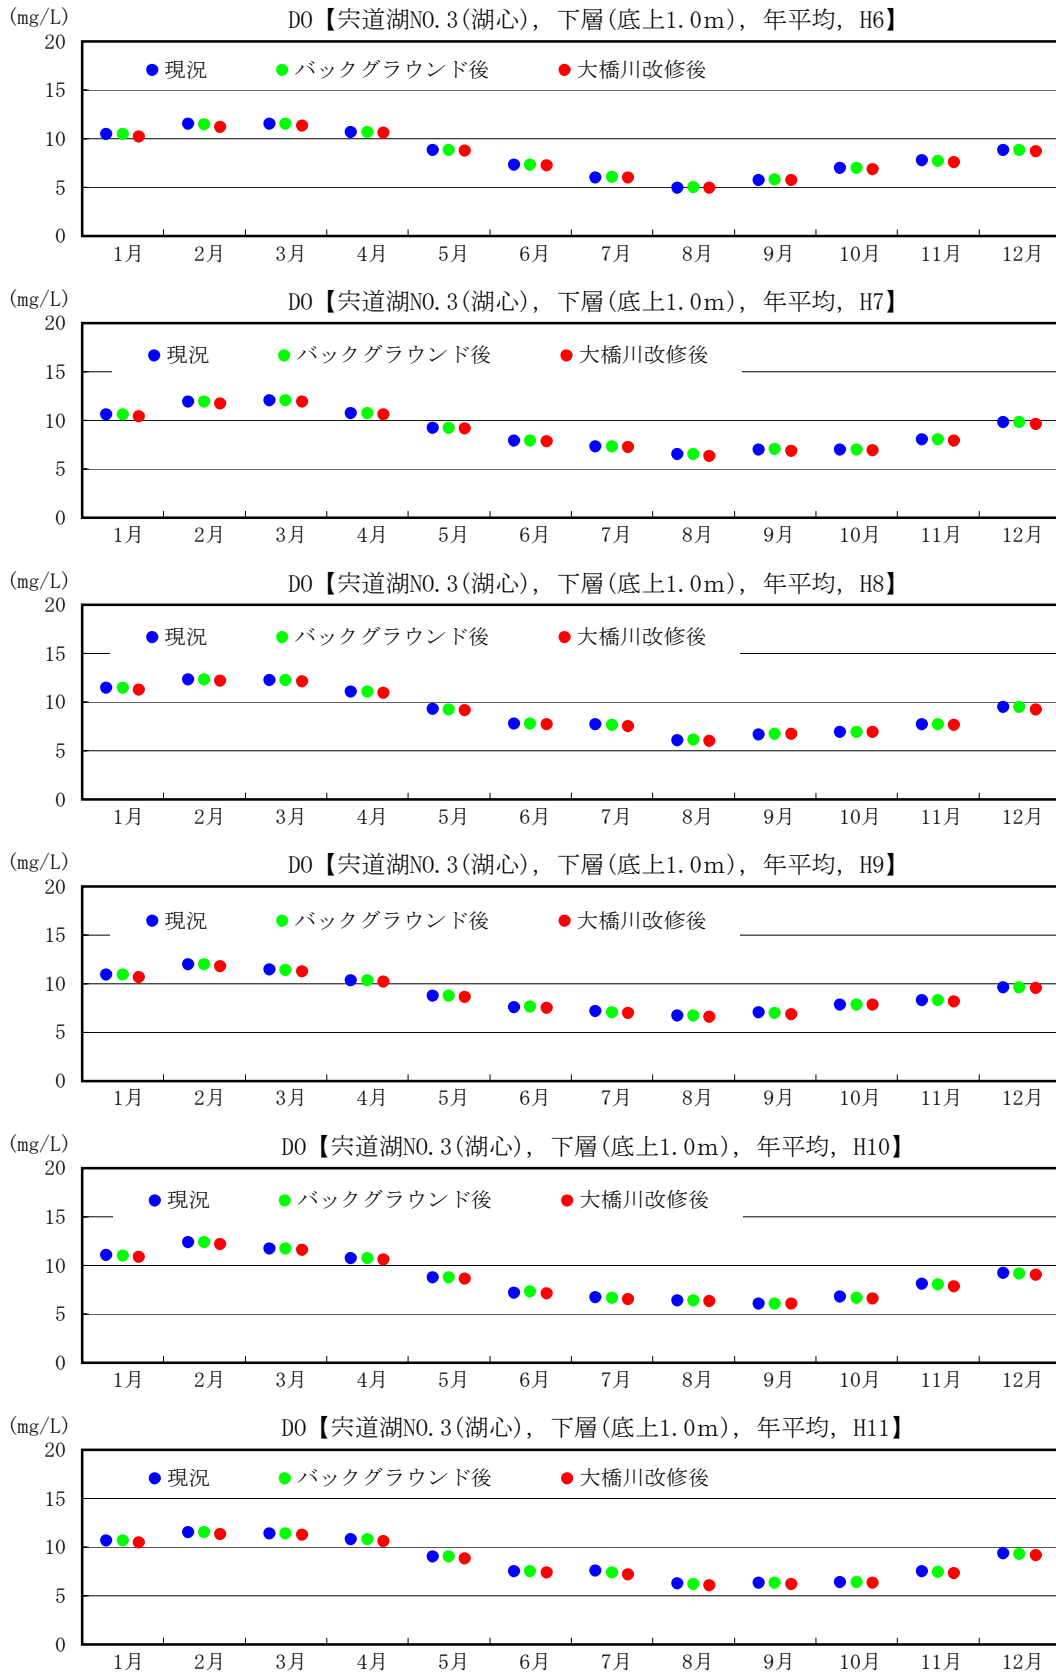 (mg/L) DO【宍道湖NO.3(湖心), 下層(底上1.0m), 年平均, H6】
20
● 現況 ● バックグラウンド後 ● 大橋川改修後
15
10
5
0
1月 2月 3月 4月 5月 6月 7月 8月 9月 10月 11月 12月
(mg/L) DO【宍道湖NO.3(湖心), 下層(底上1.0m), 年平均, H7】
20
● 現況 ● バックグラウンド後 ● 大橋川改修後
15
10
5
0
1月 2月 3月 4月 5月 6月 7月 8月 9月 10月 11月 12月
(mg/L) DO【宍道湖NO.3(湖心), 下層(底上1.0m), 年平均, H8】
20
● 現況 ● バックグラウンド後 ● 大橋川改修後
15
10
5
0
1月 2月 3月 4月 5月 6月 7月 8月 9月 10月 11月 12月
(mg/L) DO【宍道湖NO.3(湖心), 下層(底上1.0m), 年平均, H9】
20
● 現況 ● バックグラウンド後 ● 大橋川改修後
15
10
5
0
1月 2月 3月 4月 5月 6月 7月 8月 9月 10月 11月 12月
(mg/L) DO【宍道湖NO.3(湖心), 下層(底上1.0m), 年平均, H10】
20
● 現況 ● バックグラウンド後 ● 大橋川改修後
15
10
5
0
1月 2月 3月 4月 5月 6月 7月 8月 9月 10月 11月 12月
(mg/L) DO【宍道湖NO.3(湖心), 下層(底上1.0m), 年平均, H11】
20
● 現況 ● バックグラウンド後 ● 大橋川改修後
15
10
5
0
1月 2月 3月 4月 5月 6月 7月 8月 9月 10月 11月 12月